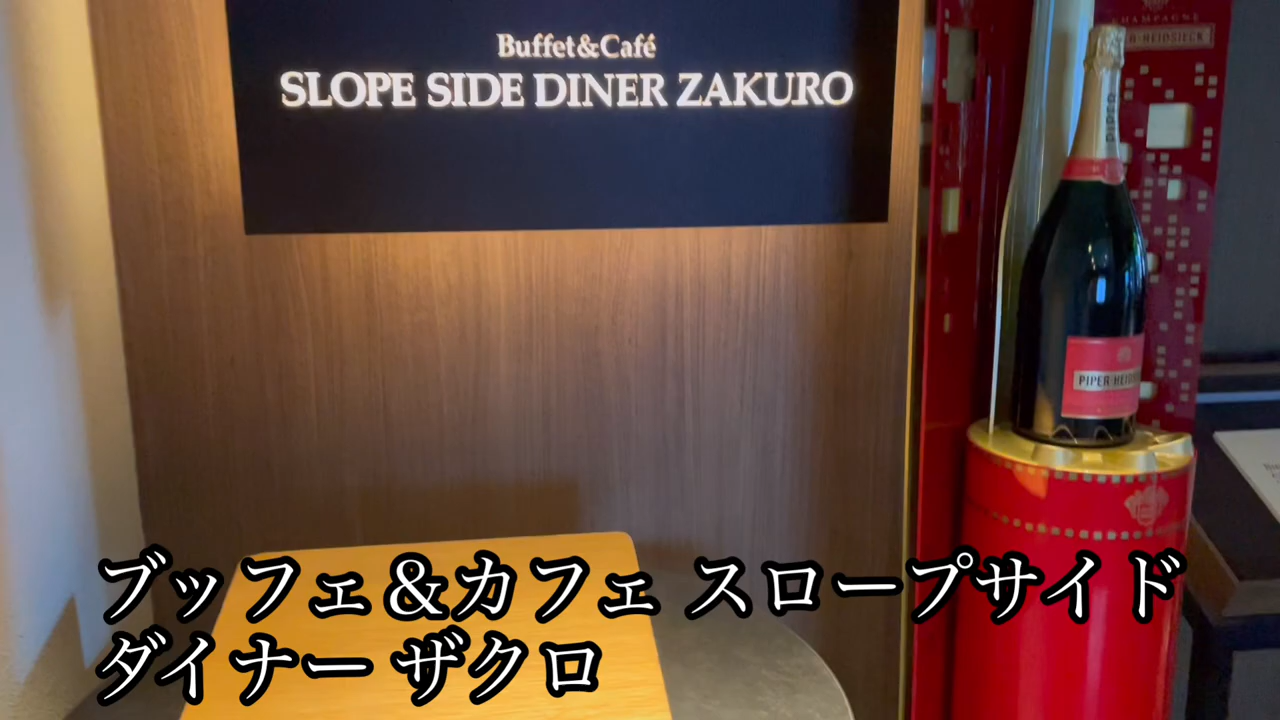 Buffet&Café
SLOPE SIDE DINER ZAKURO
CHAMPAGNE
PIPER
ブッフェ&カフェ スロープサイド
ダイナー ザクロ